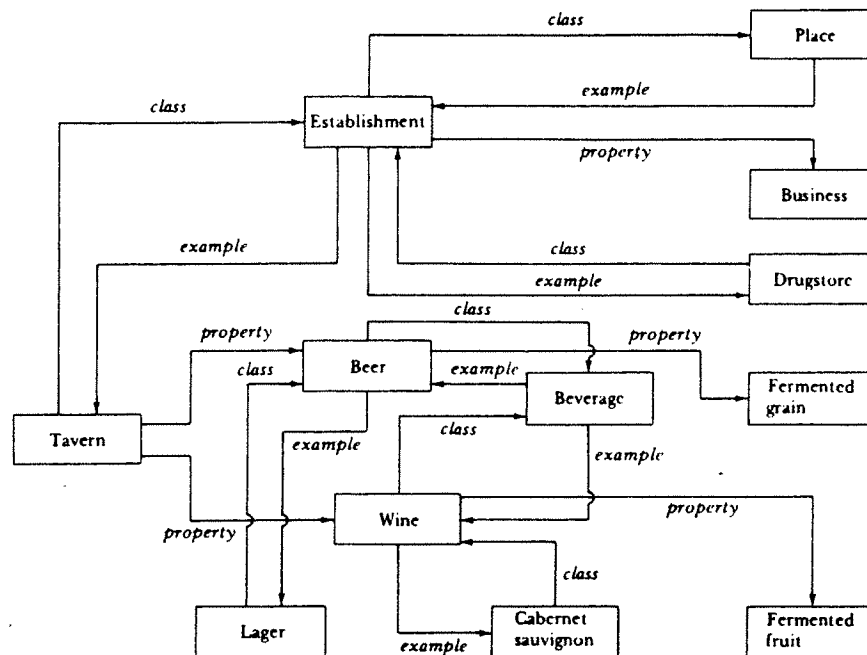 class
Place
example
class
Establishment
property
Business
example
class
Drugstore
example
class
property
Beer
property
class
example
Beverage
Fermented
grain
Tavern
class
example
example
Wine
property
property
class
Lager
Cabernet
sauvignon
Fermented
fruit
example